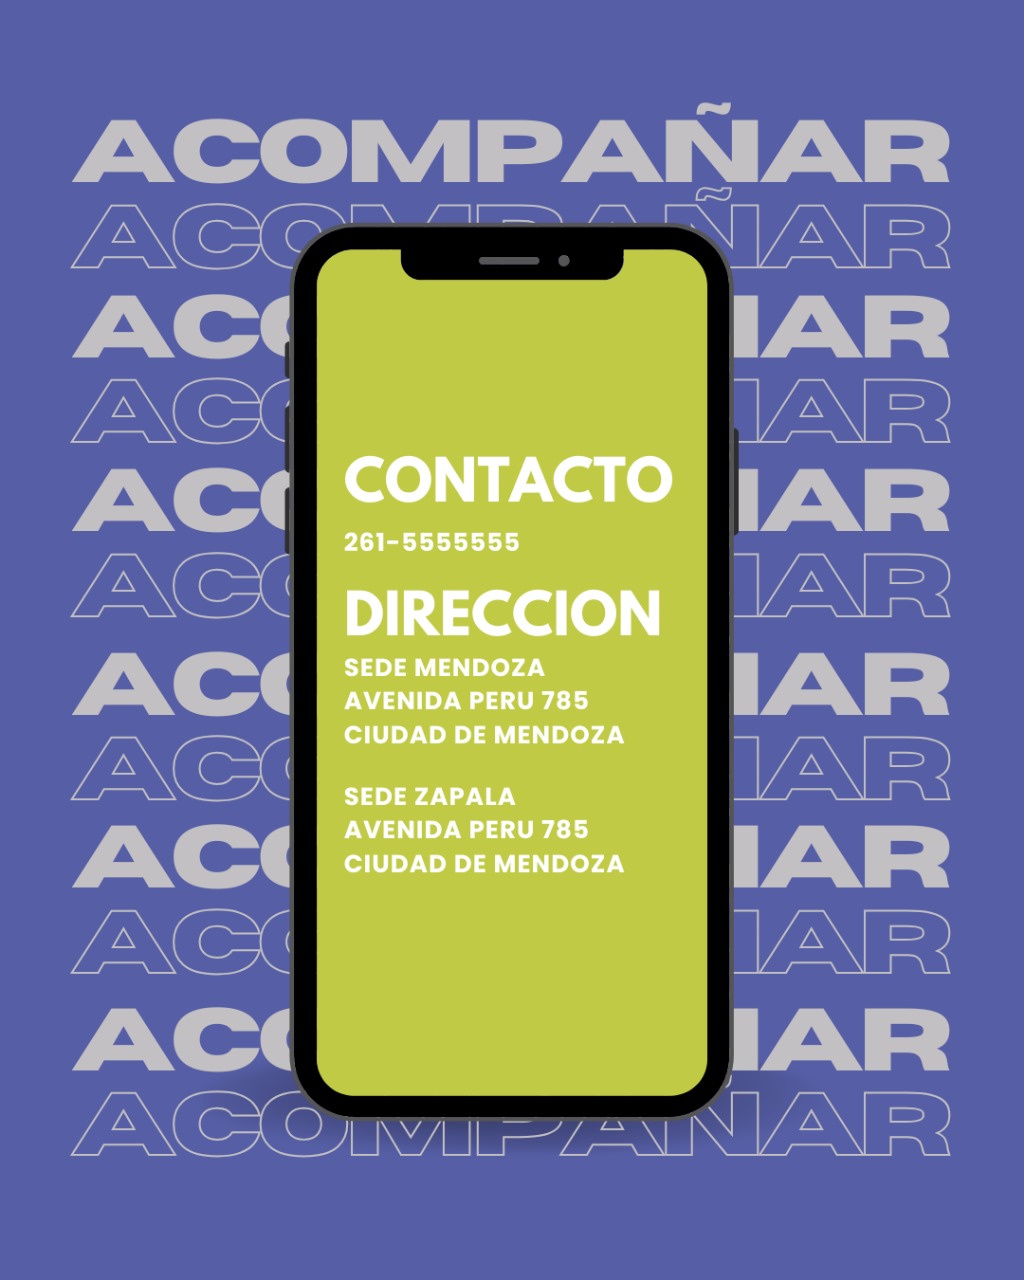 ACOMPAÑAR
ACOMPAÑAR
CONTACTO
261-5555555
DIRECCION
SEDE MENDOZA
AVENIDA PERU 785
CIUDAD DE MENDOZA
SEDE ZAPALA
AVENIDA PERU 785
CIUDAD DE MENDOZA
ACOMPAÑAR